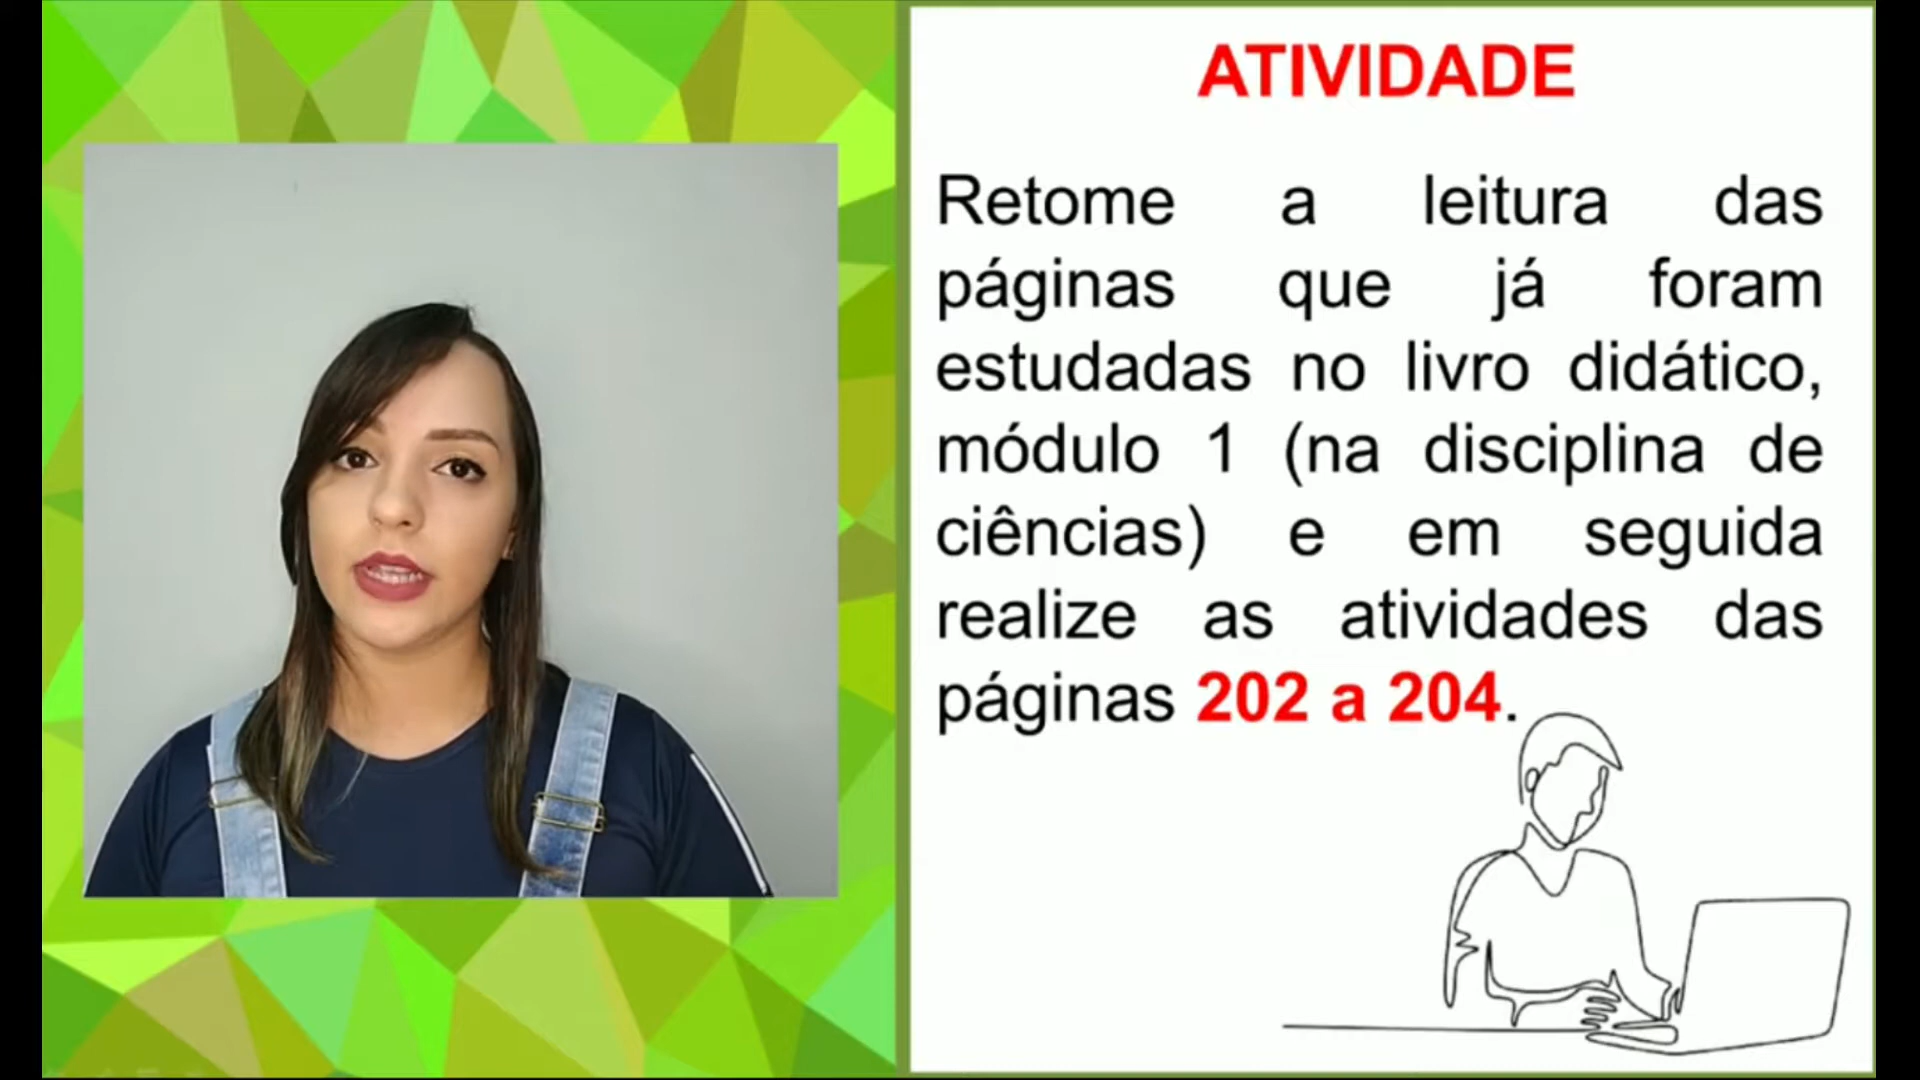 ATIVIDADE
Retome a leitura das
páginas que já foram
estudadas no livro didático,
módulo 1 (na disciplina de
ciências) e em seguida
realize as atividades das
páginas 202 a 204.